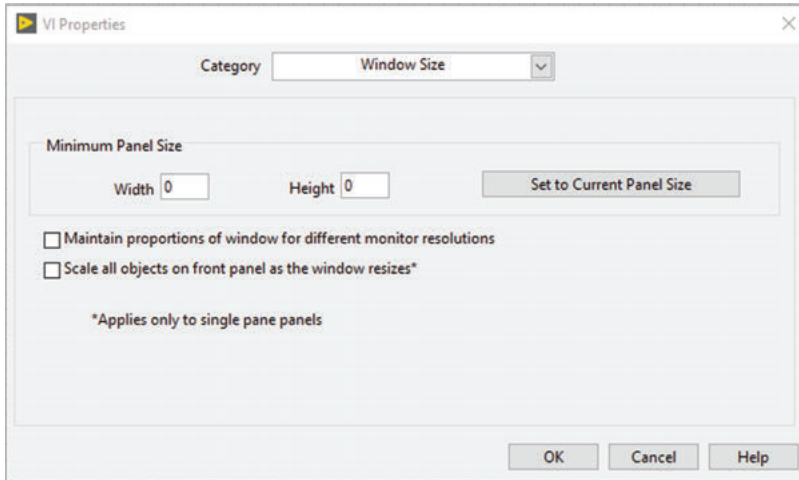 VI Properties
Category Window Size
Minimum Panel Size
Width 0 Height 0 Set to Current Panel Size
Maintain proportions of window for different monitor resolutions
Scale all objects on front panel as the window resizes*
*Applies only to single pane panels
OK Cancel Help